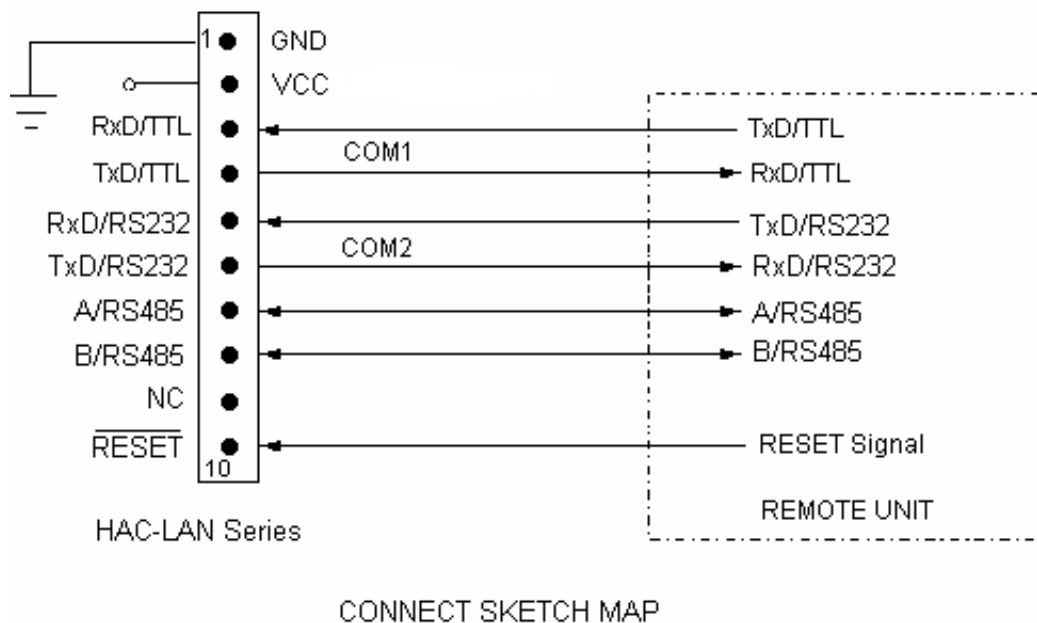 1 GND
VCC
RxD/TTL TxD/TTL
COM1
TxD/TTL RxD/TTL
RxD/RS232 TxD/RS232
COM2
TxD/RS232 RxD/RS232
A/RS485 A/RS485
B/RS485 B/RS485
NC
RESET RESET Signal
10
REMOTE UNIT
HAC-LAN Series
CONNECT SKETCH MAP